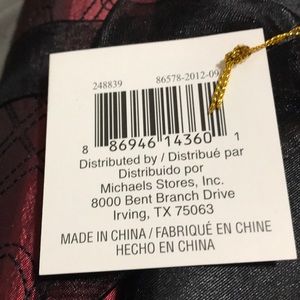 248839 86578-2012-09
8 86946 14360 1
Distributed by / Distribué par
Distribuido por
Michaels Stores, Inc.
8000 Bent Branch Drive
Irving, TX 75063
MADE IN CHINA / FABRIQUÉ EN CHINE
HECHO EN CHINA